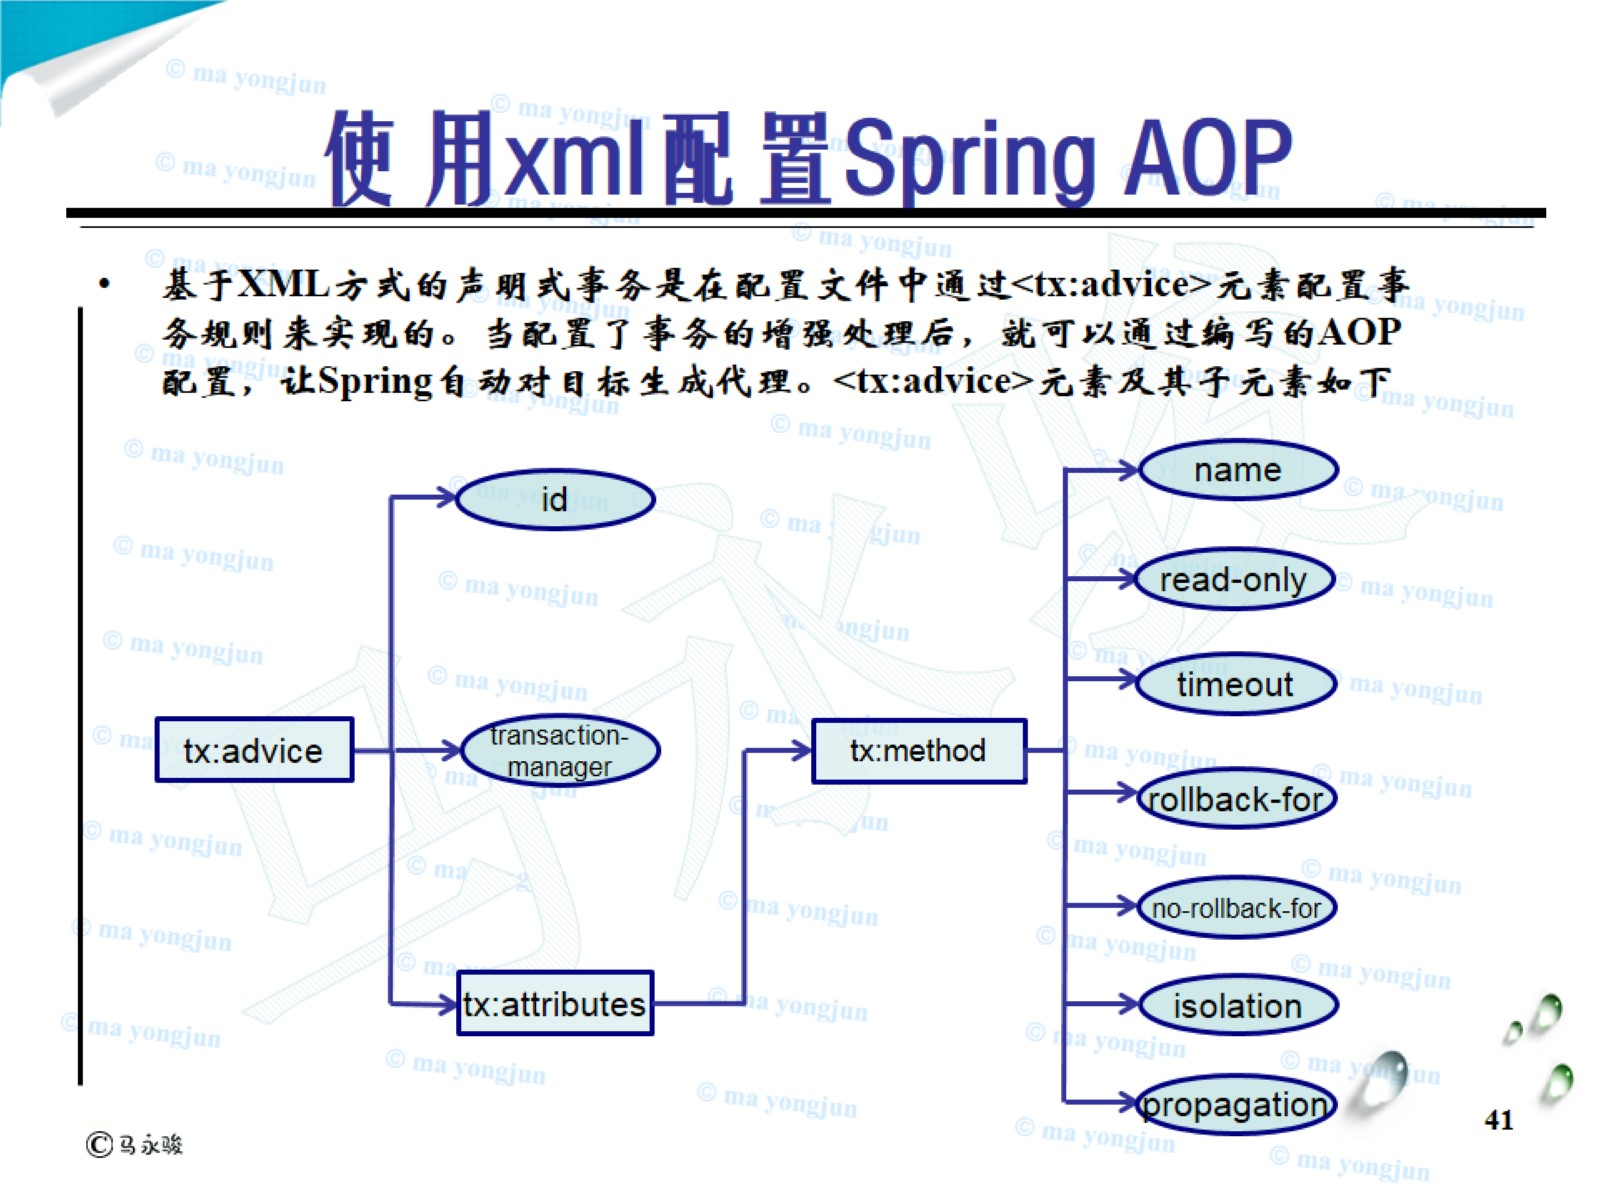 使用xml配置Spring AOP
• 基于XML方式的声明式事务是在配置文件中通过<tx:advice>元素配置事
务规则来实现的。当配置了事务的增强处理后，就可以通过编写的AOP
配置，让Spring自动对目标生成代理。<tx:advice>元素及其子元素如下
tx:advice
id
transaction-
manager
tx:attributes
tx:method
name
read-only
timeout
rollback-for
no-rollback-for
isolation
propagation
©马永骏
41
马永骏
© ma yongjun